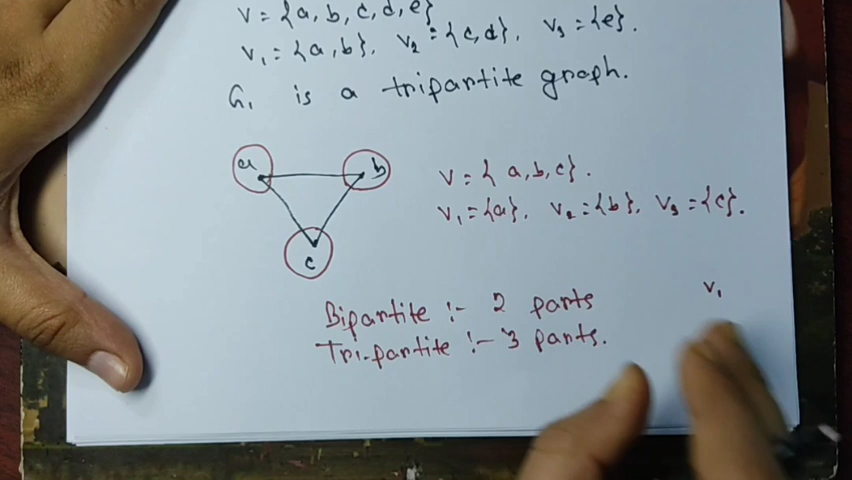 V = {a, b, c, d, e}
V₁ = {a, b}, V₂ = {c, d}, V₃ = {e}.
G₁ is a tripartite graph.
a b
c
V = { a, b, c}.
V₁ = {a}, V₂ = {b}, V₃ = {c}.
Bipartite :- 2 parts
Tri-partite :- 3 parts.
V₁